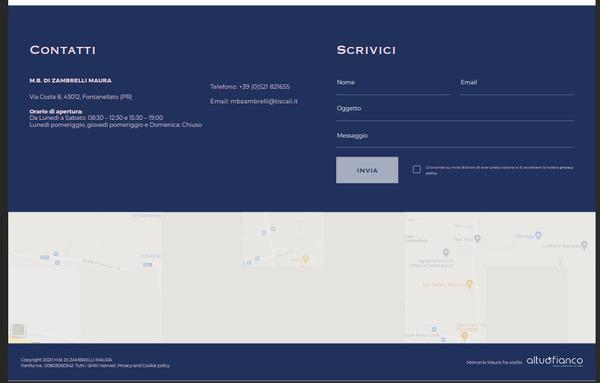 CONTATTI
M.B. DI ZAMBRELLI MAURA
Via Costa 8, 43012, Fontanellato (PR)
Orario di apertura:
Da Lunedì a Sabato: 08:30 – 12:30 e 15:30 – 19:00
Lunedì pomeriggio, giovedì pomeriggio e Domenica: Chiuso
Telefono: +39 (0)521 821655
Email: mbzambrelli@tiscali.it
SCRIVICI
Nome
Email
Oggetto
Messaggio
INVIA
Cliccando su invia dichiari di aver preso visione e di accettare la nostra privacy
policy.
Copyright 2020 M.B. DI ZAMBRELLI MAURA
Partita Iva : 00803060342. Tutti i diritti riservati. Privacy and Cookie policy
Merceria Maura ha scelto
altuofianco